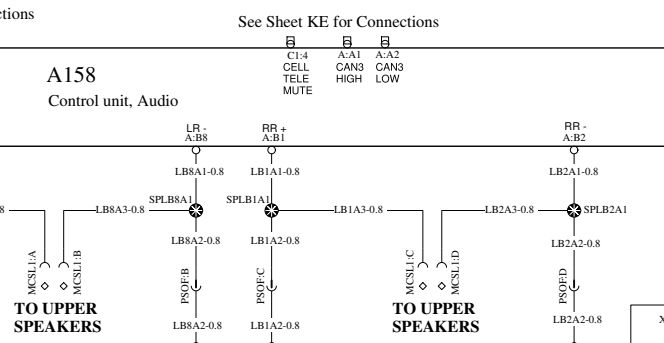 ctions
See Sheet KE for Connections
C1:4
CELL
TELE
MUTE
A:A1
CAN3
HIGH
A:A2
CAN3
LOW
A158
Control unit, Audio
LR -
A:B8
RR +
A:B1
RR -
A:B2
LB8A1-0.8
LB1A1-0.8
LB2A1-0.8
SPLB8A1
SPLB1A1
SPLB2A1
8
LB8A3-0.8
LB1A3-0.8
LB2A3-0.8
LB8A2-0.8
LB1A2-0.8
LB2A2-0.8
MCSL1:A
MCSL1:B
PSOF:B
PSOF:C
MCSL1:C
MCSL1:D
PSOF:D
TO UPPER
SPEAKERS
TO UPPER
SPEAKERS
LB8A2-0.8
LB1A2-0.8
LB2A2-0.8
X